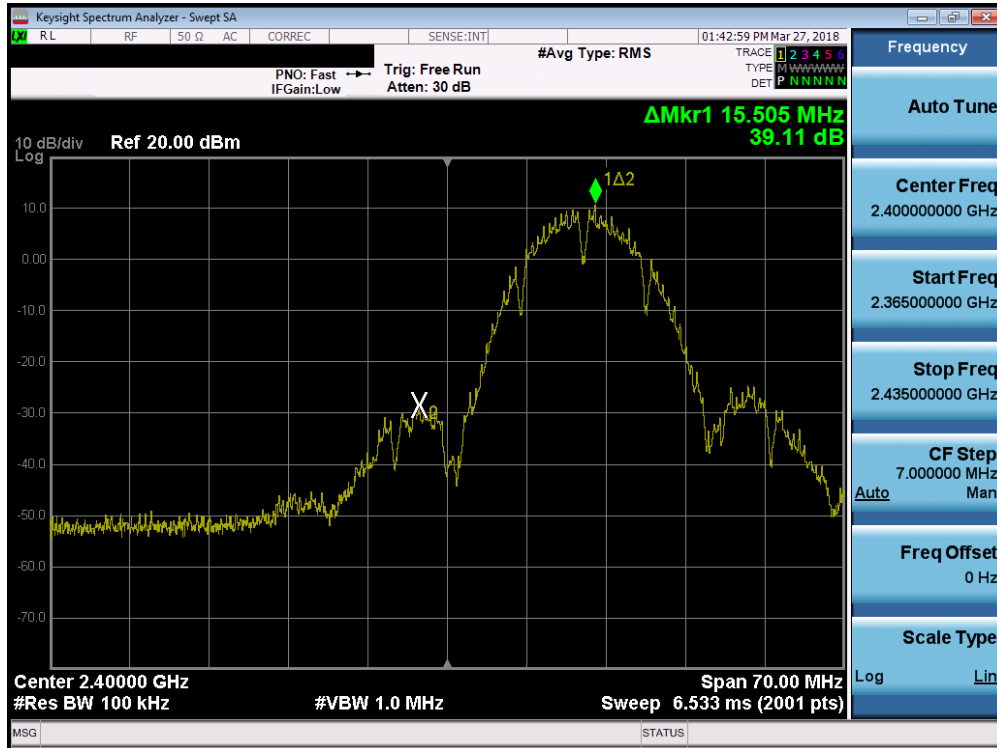 Keysight Spectrum Analyzer - Swept SA
LXI RL RF 50 Ω AC CORREC SENSE:INT 01:42:59 PM Mar 27, 2018
#Avg Type: RMS
TRACE 1 2 3 4 5 6
TYPE M WWWWW
DET P N N N N N
PNO: Fast
IFGain:Low
Trig: Free Run
Atten: 30 dB
ΔMkr1 15.505 MHz
39.11 dB
10 dB/div Ref 20.00 dBm
Log
1Δ2
10.0
0.00
-10.0
-20.0
-30.0
-40.0
-50.0
-60.0
-70.0
X2
Center 2.40000 GHz
Span 70.00 MHz
#Res BW 100 kHz
#VBW 1.0 MHz
Sweep 6.533 ms (2001 pts)
MSG
STATUS
Frequency
Auto Tune
Center Freq
2.400000000 GHz
Start Freq
2.365000000 GHz
Stop Freq
2.435000000 GHz
CF Step
7.000000 MHz
Auto Man
Freq Offset
0 Hz
Scale Type
Log Lin